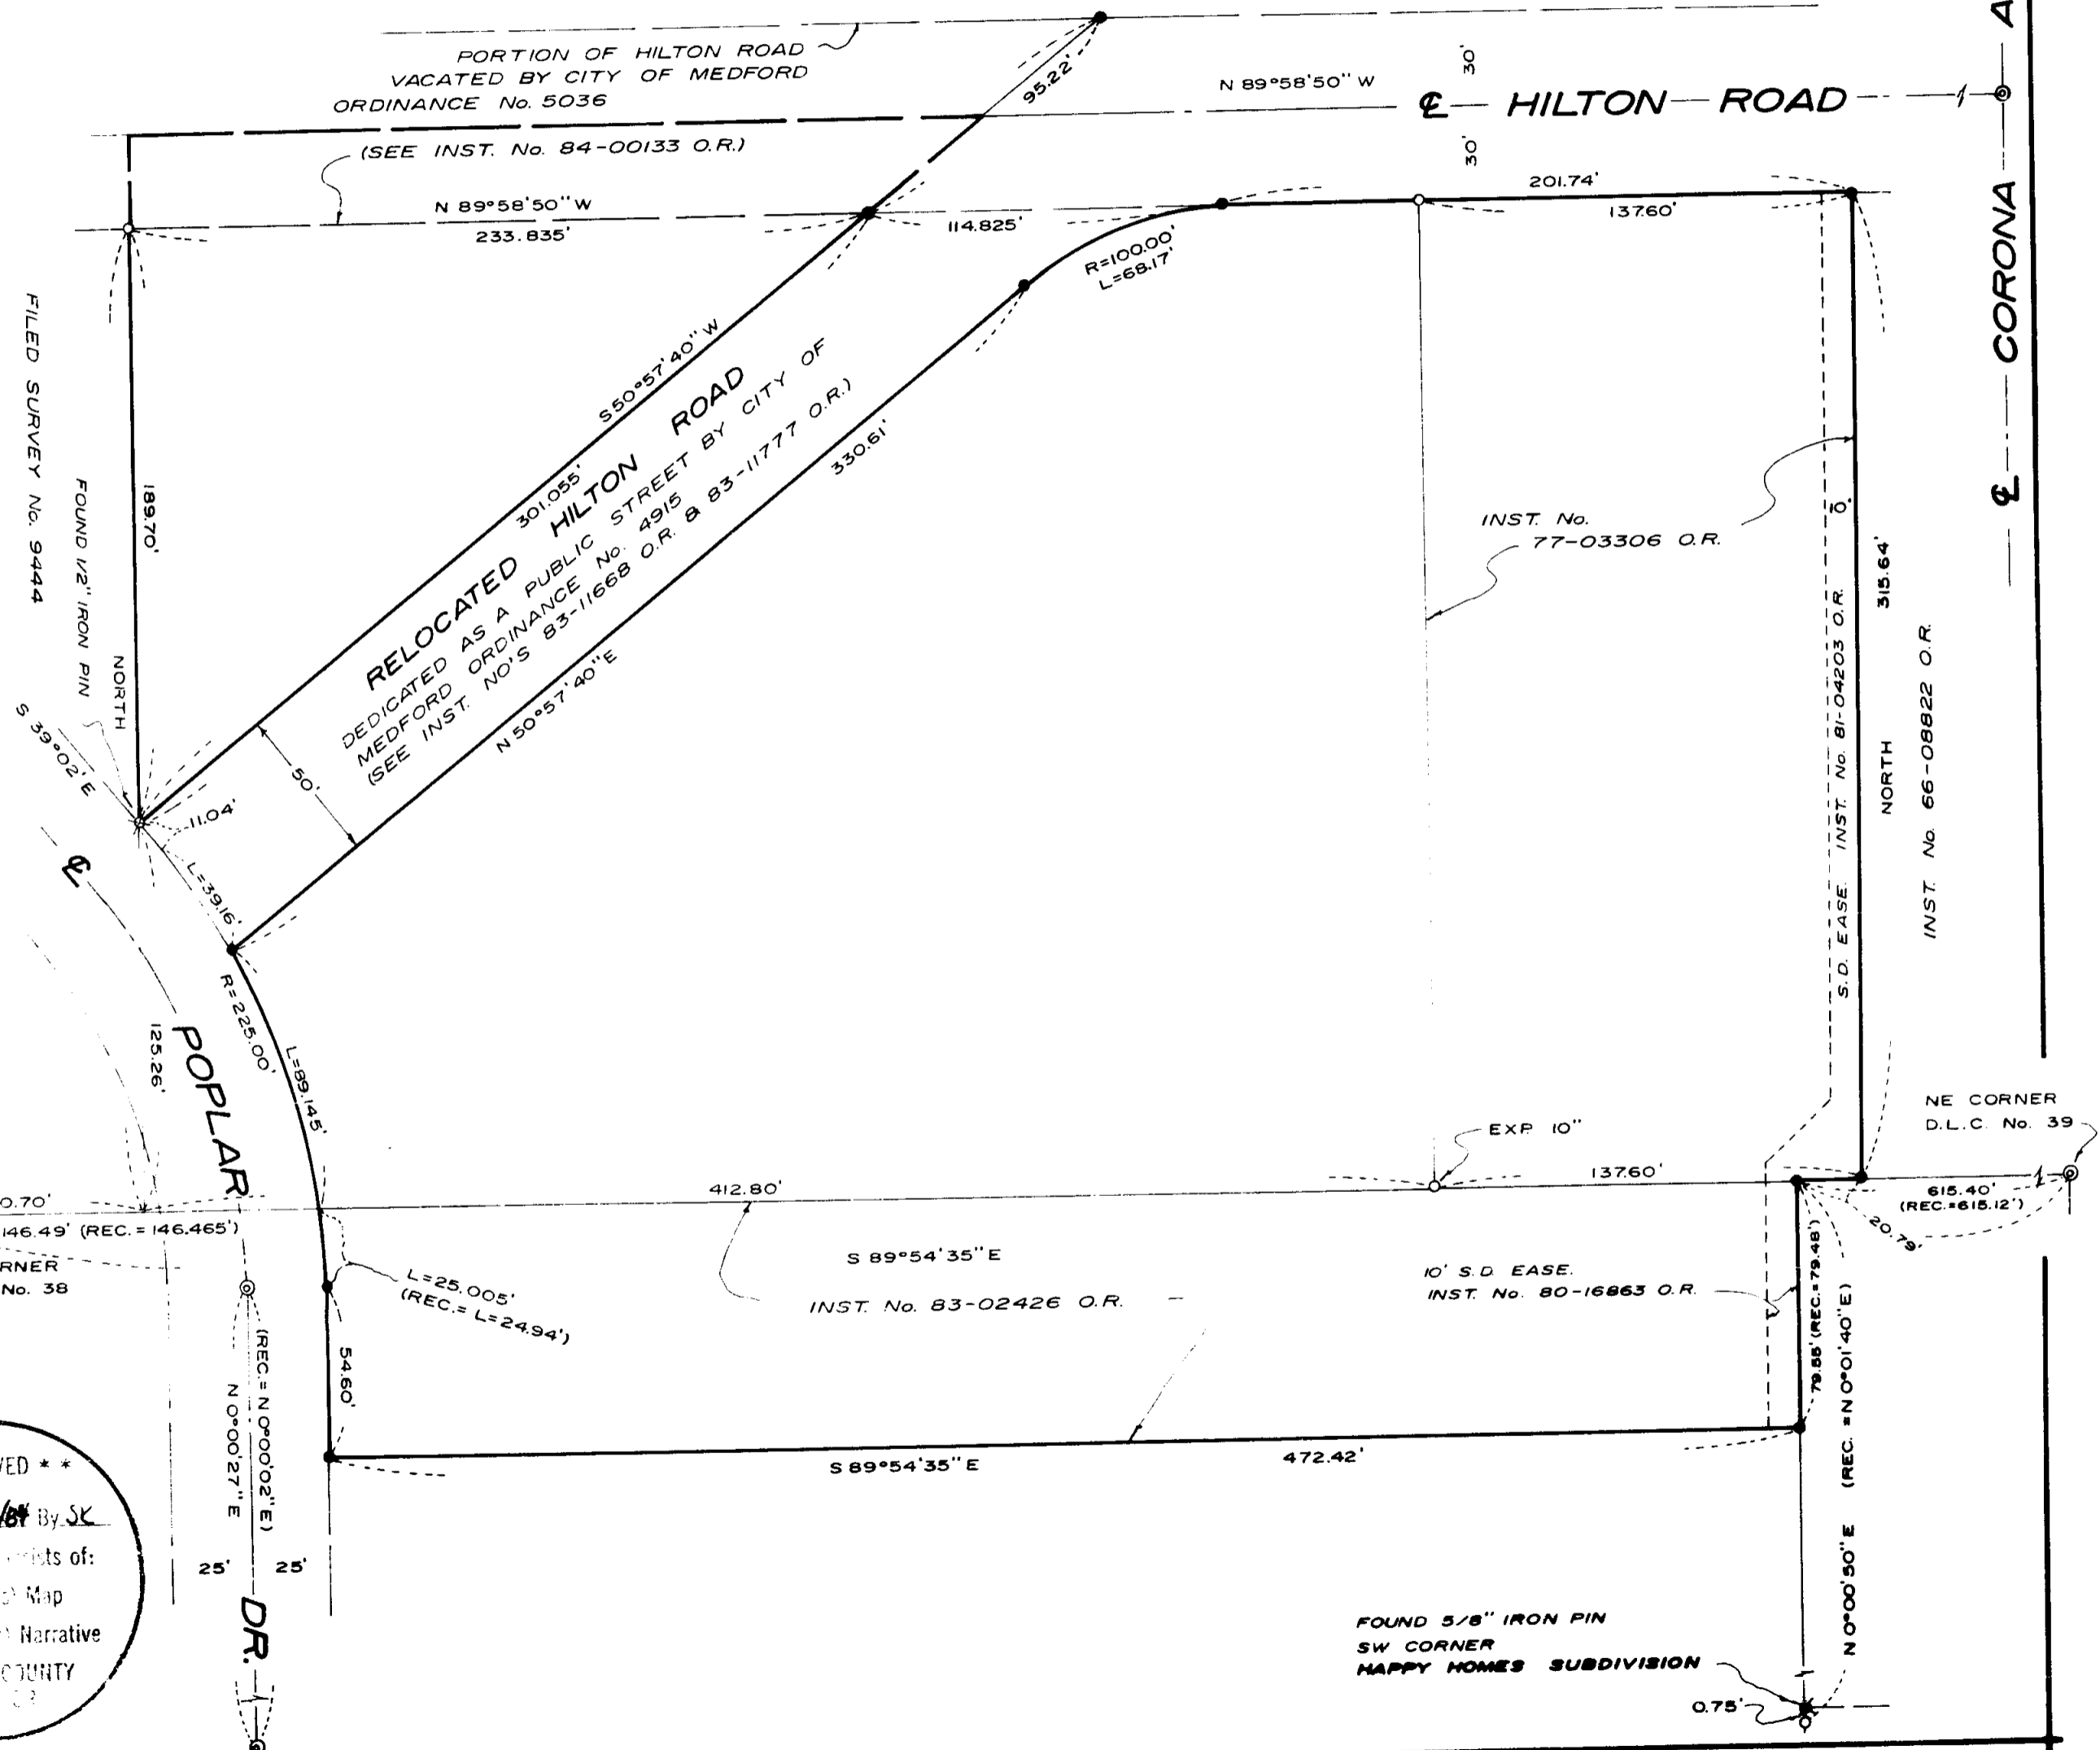 PORTION OF HILTON ROAD
VACATED BY CITY OF MEDFORD
ORDINANCE No. 5036
(SEE INST. No. 84-00133 O.R.)
95.22'
N 89°58'50" W
30'
30'
℄ HILTON ROAD
A
℄ CORONA
N 89°58'50" W
233.835'
114.825'
R=100.00'
L=68.17'
201.74'
137.60'
FILED SURVEY No. 9444
FOUND 1/2" IRON PIN
NORTH
189.70'
S 39°02' E
S 50°57'40" W
301.055'
RELOCATED HILTON ROAD
DEDICATED AS A PUBLIC STREET BY CITY OF
MEDFORD ORDINANCE No. 4915
(SEE INST. NO'S 83-11668 O.R. & 83-11777 O.R.)
330.61'
N 50°57'40" E
50'
11.04'
L=39.16'
INST. No.
77-03306 O.R.
10'
S.D. EASE. INST. No. 81-04203 O.R.
315.64'
NORTH
INST. No. 66-08822 O.R.
℄
POPLAR
DR.
125.26'
R=225.00'
L=89.145'
EXP. 10"
NE CORNER
D.L.C. No. 39
0.70'
412.80'
137.60'
615.40'
(REC.=615.12')
20.79'
146.49' (REC.=146.465')
RNER
No. 38
L=25.005'
(REC.= L=24.94')
S 89°54'35" E
INST. No. 83-02426 O.R.
10' S.D. EASE.
INST. No. 80-16863 O.R.
79.55' (REC.=79.48')
(REC.=N 0°01'40" E)
N 0°00'50" E
54.60'
(REC.= N 0°00'02" E)
N 0°00'27" E
S 89°54'35" E
472.42'
25'
25'
VED * *
/84 By SK
ists of:
Map
Narrative
COUNTY
FOUND 5/8" IRON PIN
SW CORNER
HAPPY HOMES SUBDIVISION
0.75'